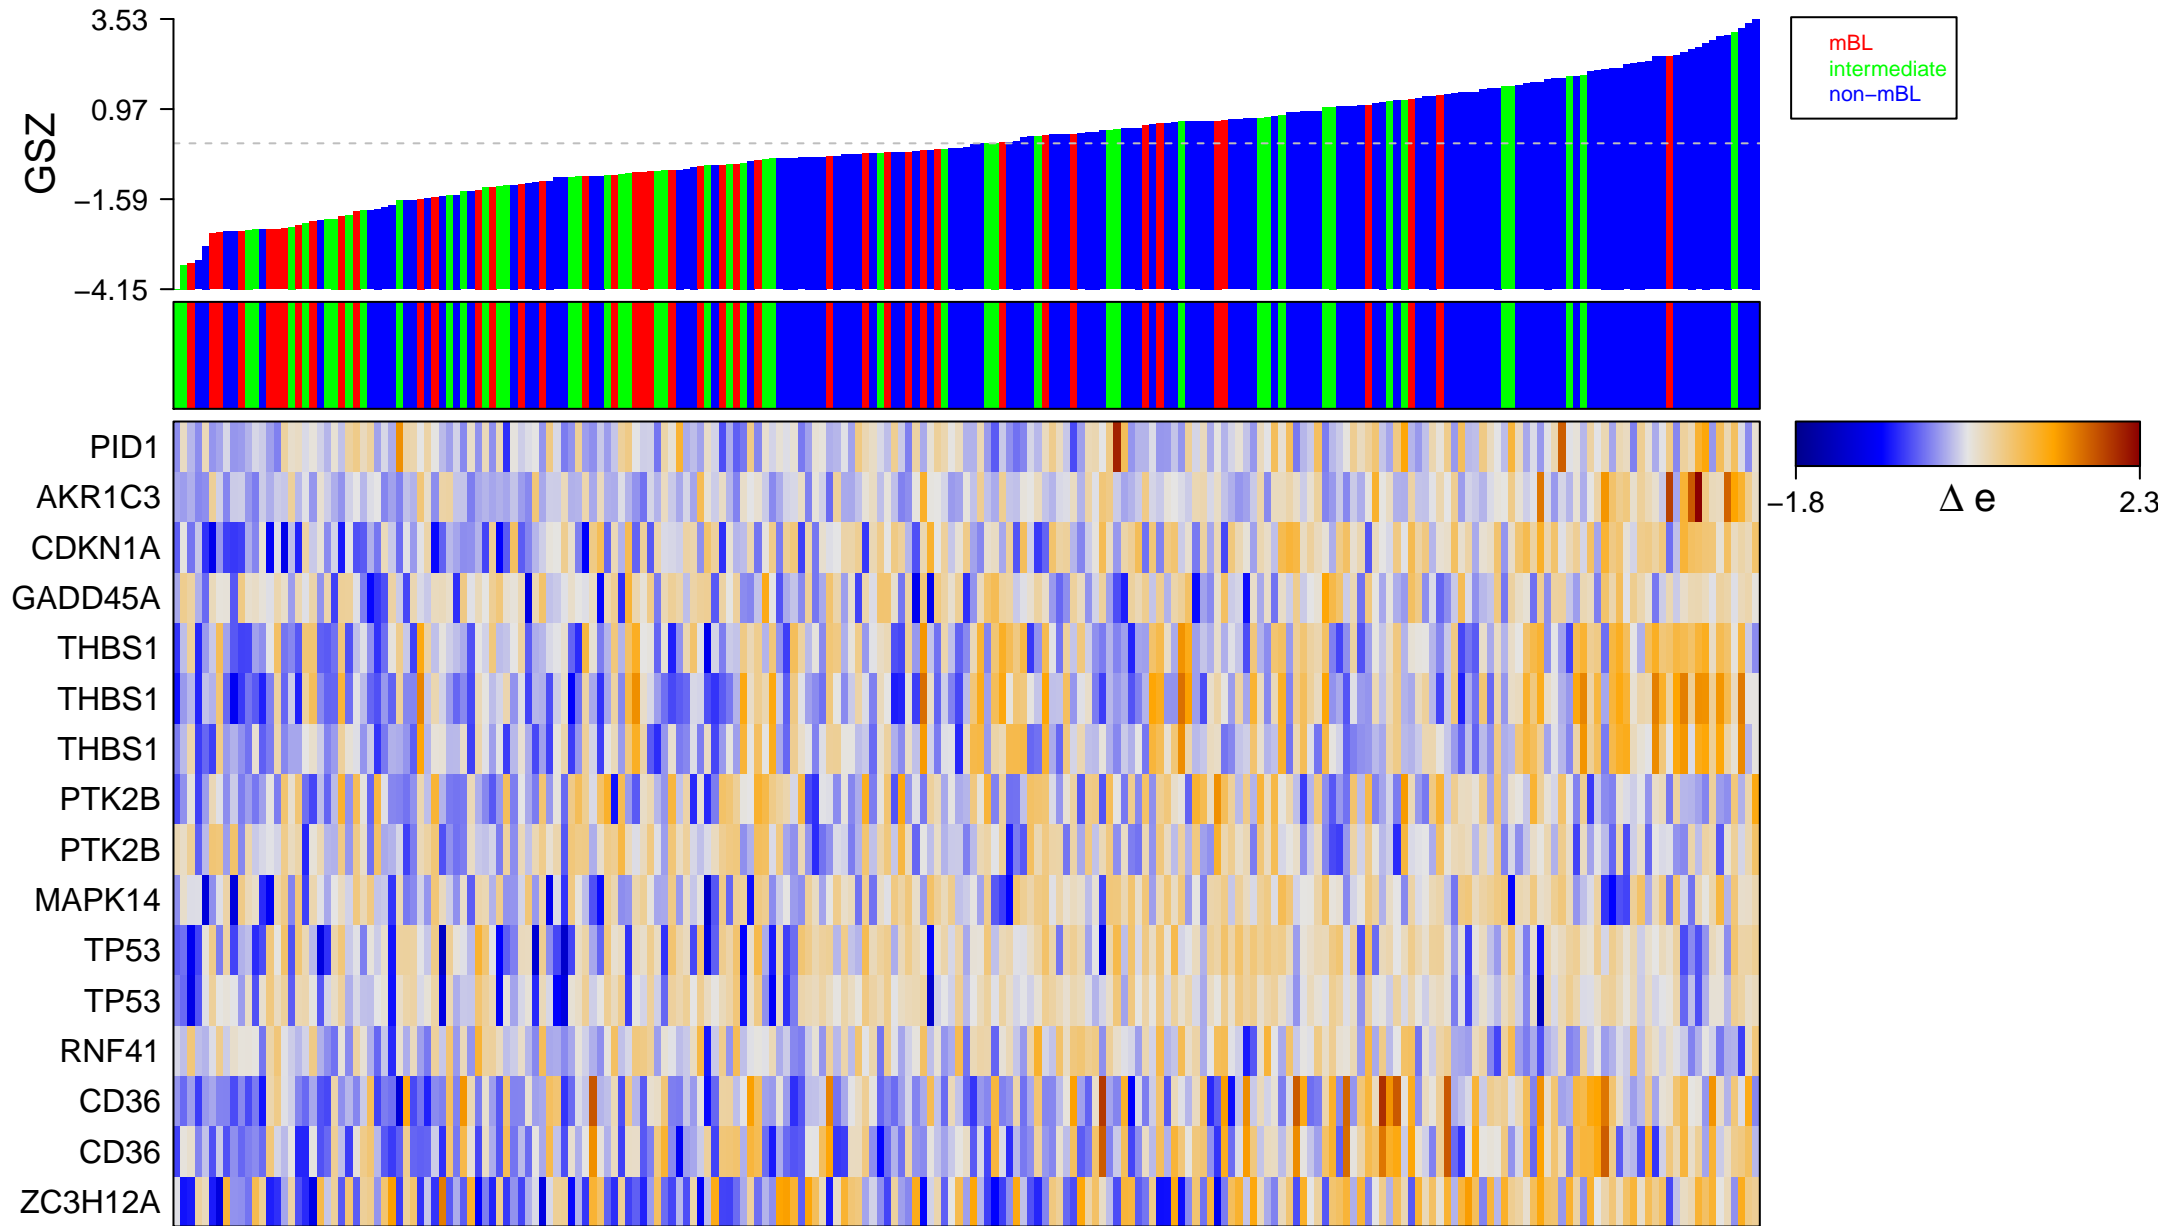 3.53
0.97
−1.59
−4.15
GSZ
mBL
intermediate
non−mBL
PID1
AKR1C3
CDKN1A
GADD45A
THBS1
THBS1
THBS1
PTK2B
PTK2B
MAPK14
TP53
TP53
RNF41
CD36
CD36
ZC3H12A
−1.8
Δ e
2.3